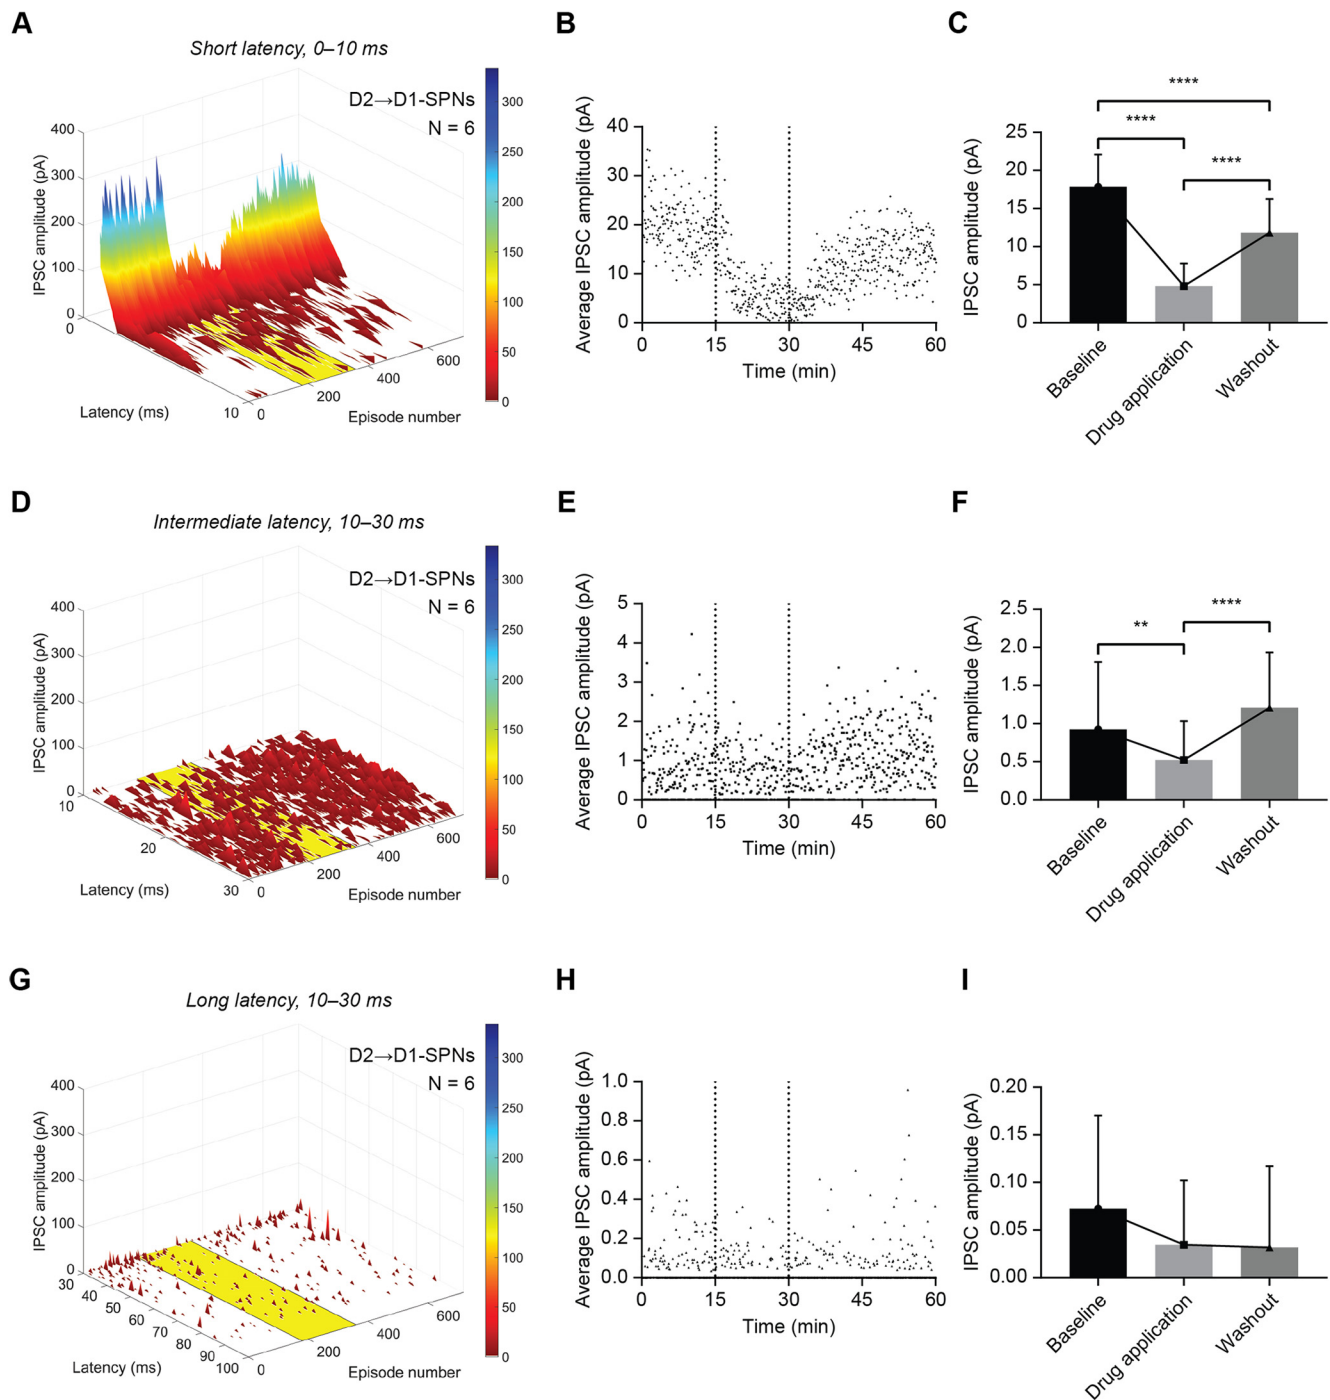 A
Short latency, 0–10 ms
D2→D1-SPNs
N = 6
IPSC amplitude (pA)
400
300
200
100
0
0
10
Latency (ms)
0
200
400
600
Episode number
300
250
200
150
100
50
0
B
Average IPSC amplitude (pA)
40
30
20
10
0
0 15 30 45 60
Time (min)
C
IPSC amplitude (pA)
25
20
15
10
5
0
****
****
****
Baseline
Drug application
Washout
D
Intermediate latency, 10–30 ms
D2→D1-SPNs
N = 6
IPSC amplitude (pA)
400
300
200
100
0
10
20
30
Latency (ms)
0
200
400
600
Episode number
300
250
200
150
100
50
0
E
Average IPSC amplitude (pA)
5
4
3
2
1
0
0 15 30 45 60
Time (min)
F
IPSC amplitude (pA)
2.5
2.0
1.5
1.0
0.5
0.0
**
****
Baseline
Drug application
Washout
G
Long latency, 10–30 ms
D2→D1-SPNs
N = 6
IPSC amplitude (pA)
400
300
200
100
0
30
40
50
60
70
80
90
100
Latency (ms)
0
200
400
600
Episode number
300
250
200
150
100
50
0
H
Average IPSC amplitude (pA)
1.0
0.8
0.6
0.4
0.2
0.0
0 15 30 45 60
Time (min)
I
IPSC amplitude (pA)
0.20
0.15
0.10
0.05
0.00
Baseline
Drug application
Washout